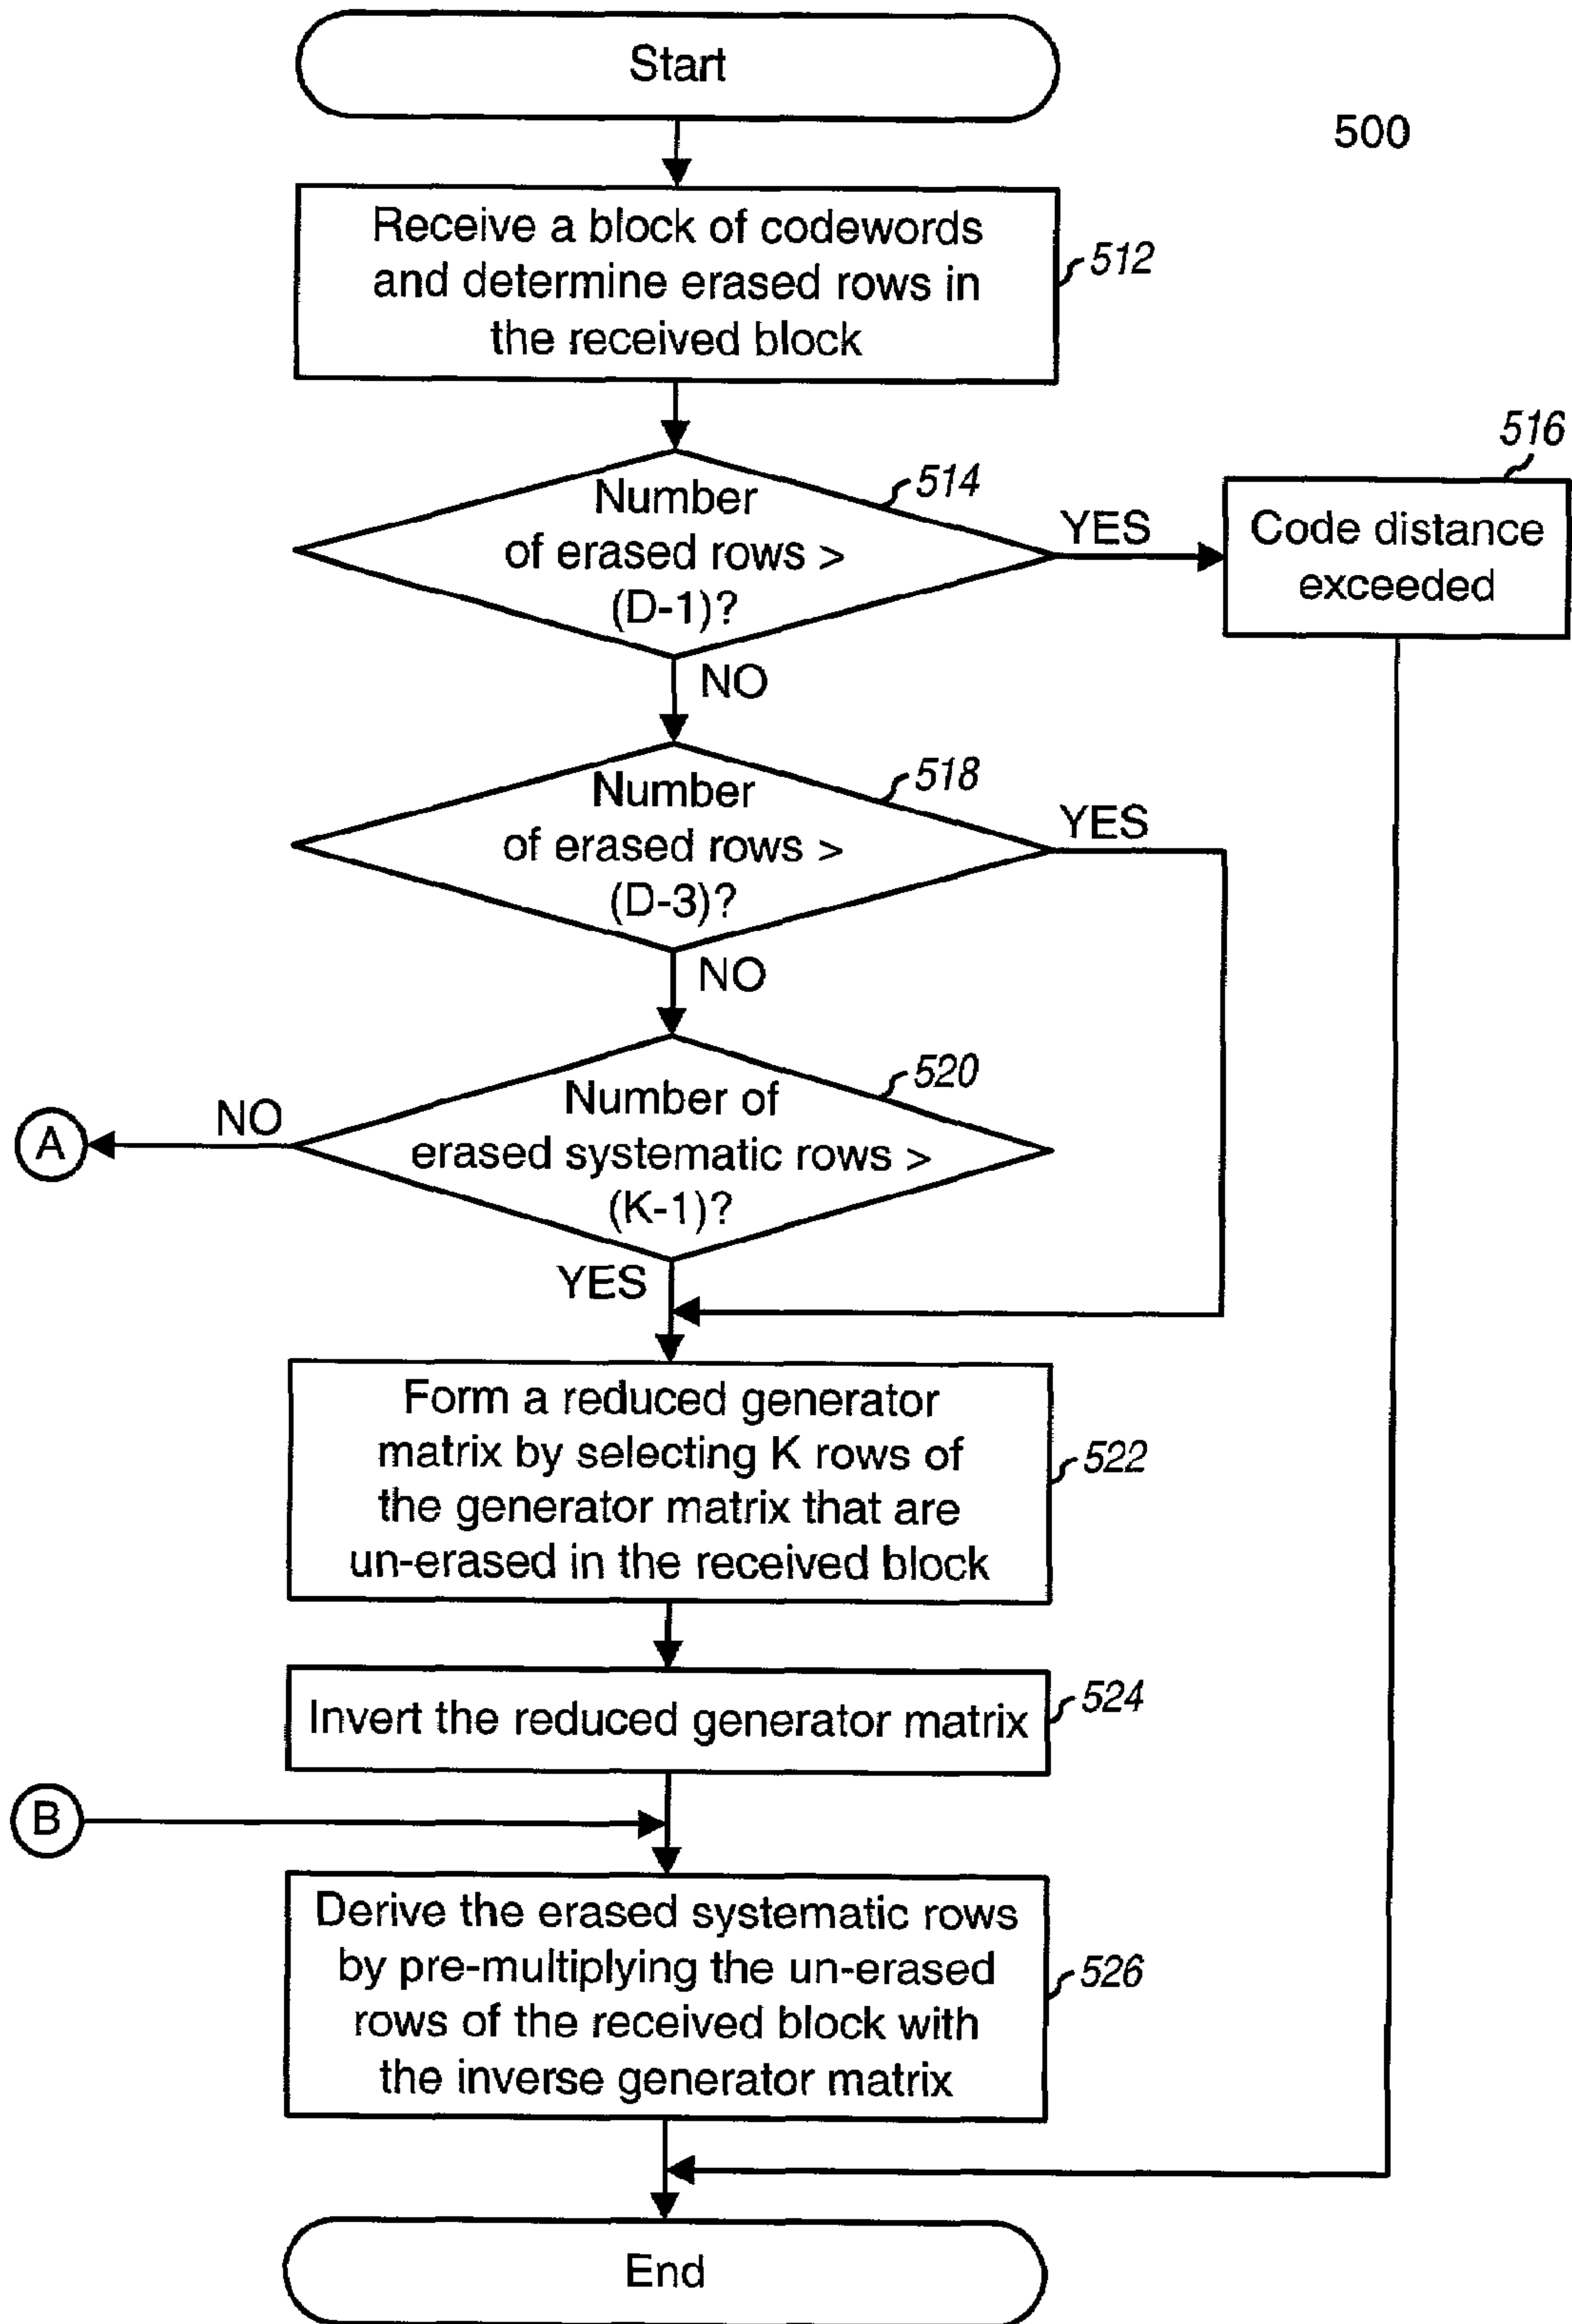 Start
500
Receive a block of codewords
and determine erased rows in
the received block
512
516
514
Number
of erased rows >
(D-1)?
YES
Code distance
exceeded
NO
518
Number
of erased rows >
(D-3)?
YES
NO
520
Number of
erased systematic rows >
(K-1)?
NO
A
YES
Form a reduced generator
matrix by selecting K rows of
the generator matrix that are
un-erased in the received block
522
Invert the reduced generator matrix
524
B
Derive the erased systematic rows
by pre-multiplying the un-erased
rows of the received block with
the inverse generator matrix
526
End